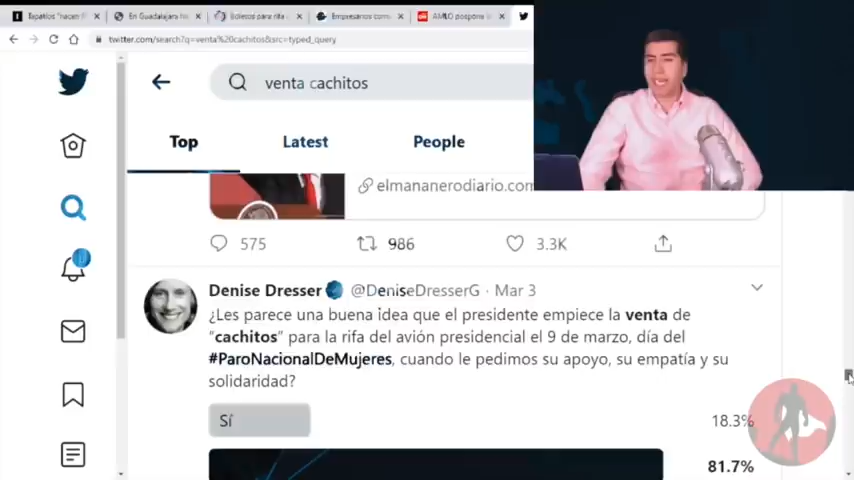 Tapatíos "hacen f
En Guadalajara ha
Boletos para rifa d
Empresarios com
AMLO pospone la
twitter.com/search?q=venta%20cachitos&src=typed_query
venta cachitos
Top
Latest
People
elmananerodiario.com
575
986
3.3K
Denise Dresser @DeniseDresserG · Mar 3
¿Les parece una buena idea que el presidente empiece la venta de
"cachitos" para la rifa del avión presidencial el 9 de marzo, día del
#ParoNacionalDeMujeres, cuando le pedimos su apoyo, su empatía y su
solidaridad?
Sí
18.3%
81.7%